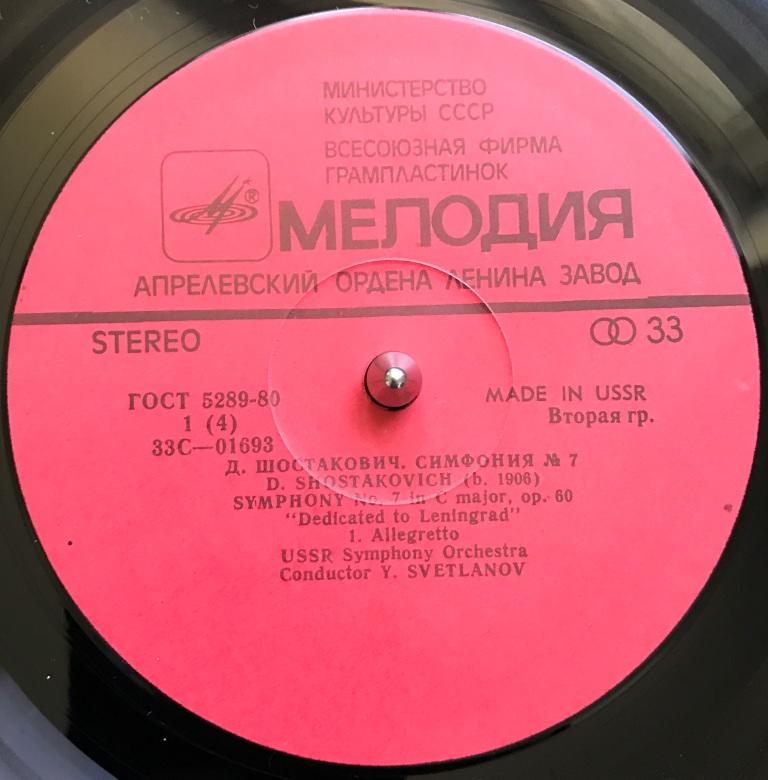 МИНИСТЕРСТВО
КУЛЬТУРЫ СССР
ВСЕСОЮЗНАЯ ФИРМА
ГРАМПЛАСТИНОК
®
МЕЛОДИЯ
АПРЕЛЕВСКИЙ ОРДЕНА ЛЕНИНА ЗАВОД
STEREO
33
ГОСТ 5289-80
MADE IN USSR
1 (4)
Вторая гр.
33С—01693
Д. ШОСТАКОВИЧ. СИМФОНИЯ № 7
D. SHOSTAKOVICH (b. 1906)
SYMPHONY No. 7 in C major, op. 60
"Dedicated to Leningrad"
1. Allegretto
USSR Symphony Orchestra
Conductor Y. SVETLANOV